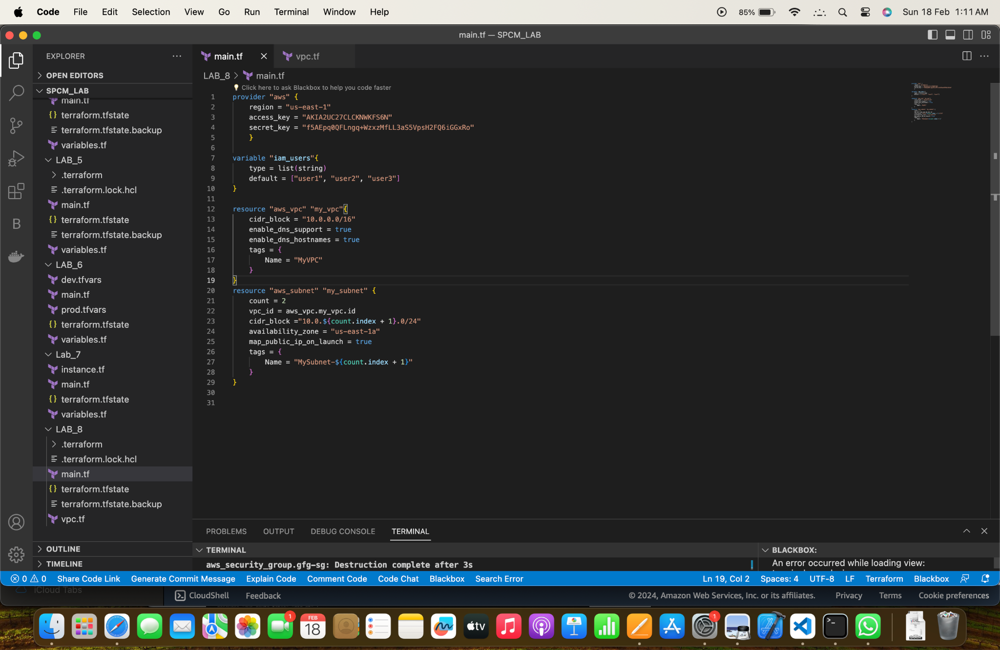 Code File Edit Selection View Go Run Terminal Window Help 85% Sun 18 Feb 1:11 AM
main.tf — SPCM_LAB
EXPLORER
OPEN EDITORS
SPCM_LAB
main.tf
terraform.tfstate
terraform.tfstate.backup
variables.tf
LAB_5
.terraform
.terraform.lock.hcl
main.tf
terraform.tfstate
terraform.tfstate.backup
variables.tf
LAB_6
dev.tfvars
main.tf
prod.tfvars
terraform.tfstate
variables.tf
Lab_7
instance.tf
main.tf
terraform.tfstate
variables.tf
LAB_8
.terraform
.terraform.lock.hcl
main.tf
terraform.tfstate
terraform.tfstate.backup
vpc.tf
OUTLINE
TIMELINE
main.tf vpc.tf
LAB_8 > main.tf
Click here to ask Blackbox to help you code faster
1 provider "aws" {
2 region = "us-east-1"
3 access_key = "AKIA2UC27CLCKNWKFS6N"
4 secret_key = "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"
5 }
6
7 variable "iam_users"{
8 type = list(string)
9 default = ["user1", "user2", "user3"]
10 }
11
12 resource "aws_vpc" "my_vpc"{
13 cidr_block = "10.0.0.0/16"
14 enable_dns_support = true
15 enable_dns_hostnames = true
16 tags = {
17 Name = "MyVPC"
18 }
19 }
20 resource "aws_subnet" "my_subnet" {
21 count = 2
22 vpc_id = aws_vpc.my_vpc.id
23 cidr_block ="10.0.${count.index + 1}.0/24"
24 availability_zone = "us-east-1a"
25 map_public_ip_on_launch = true
26 tags = {
27 Name = "MySubnet-${count.index + 1}"
28 }
29 }
30
31
PROBLEMS OUTPUT DEBUG CONSOLE TERMINAL
TERMINAL
aws_security_group.gfg-sg: Destruction complete after 3s
BLACKBOX:
An error occurred while loading view:
0 0 Share Code Link Generate Commit Message Explain Code Comment Code Code Chat Blackbox Search Error Ln 19, Col 2 Spaces: 4 UTF-8 LF Terraform Blackbox
iCloud Tabs CloudShell Feedback © 2024, Amazon Web Services, Inc. or its affiliates. Privacy Terms Cookie preferences
1
FEB
18
tv
1